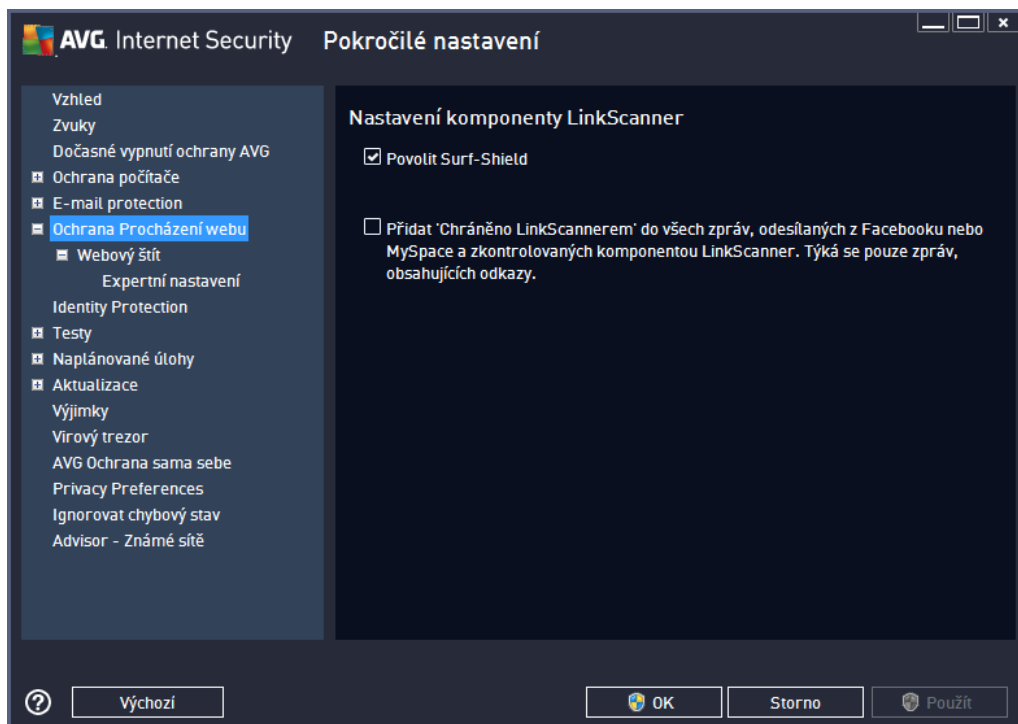 AVG. Internet Security Pokročilé nastavení
Vzhled
Zvuky
Dočasné vypnutí ochrany AVG
Ochrana počítače
E-mail protection
Ochrana Procházení webu
Webový štít
Expertní nastavení
Identity Protection
Testy
Naplánované úlohy
Aktualizace
Výjimky
Virový trezor
AVG Ochrana sama sebe
Privacy Preferences
Ignorovat chybový stav
Advisor - Známé sítě
Nastavení komponenty LinkScanner
Povolit Surf-Shield
Přidat 'Chráněno LinkScannerem' do všech zpráv, odesílaných z Facebooku nebo
MySpace a zkontrolovaných komponentou LinkScanner. Týká se pouze zpráv,
obsahujících odkazy.
Výchozí
OK
Storno
Použít